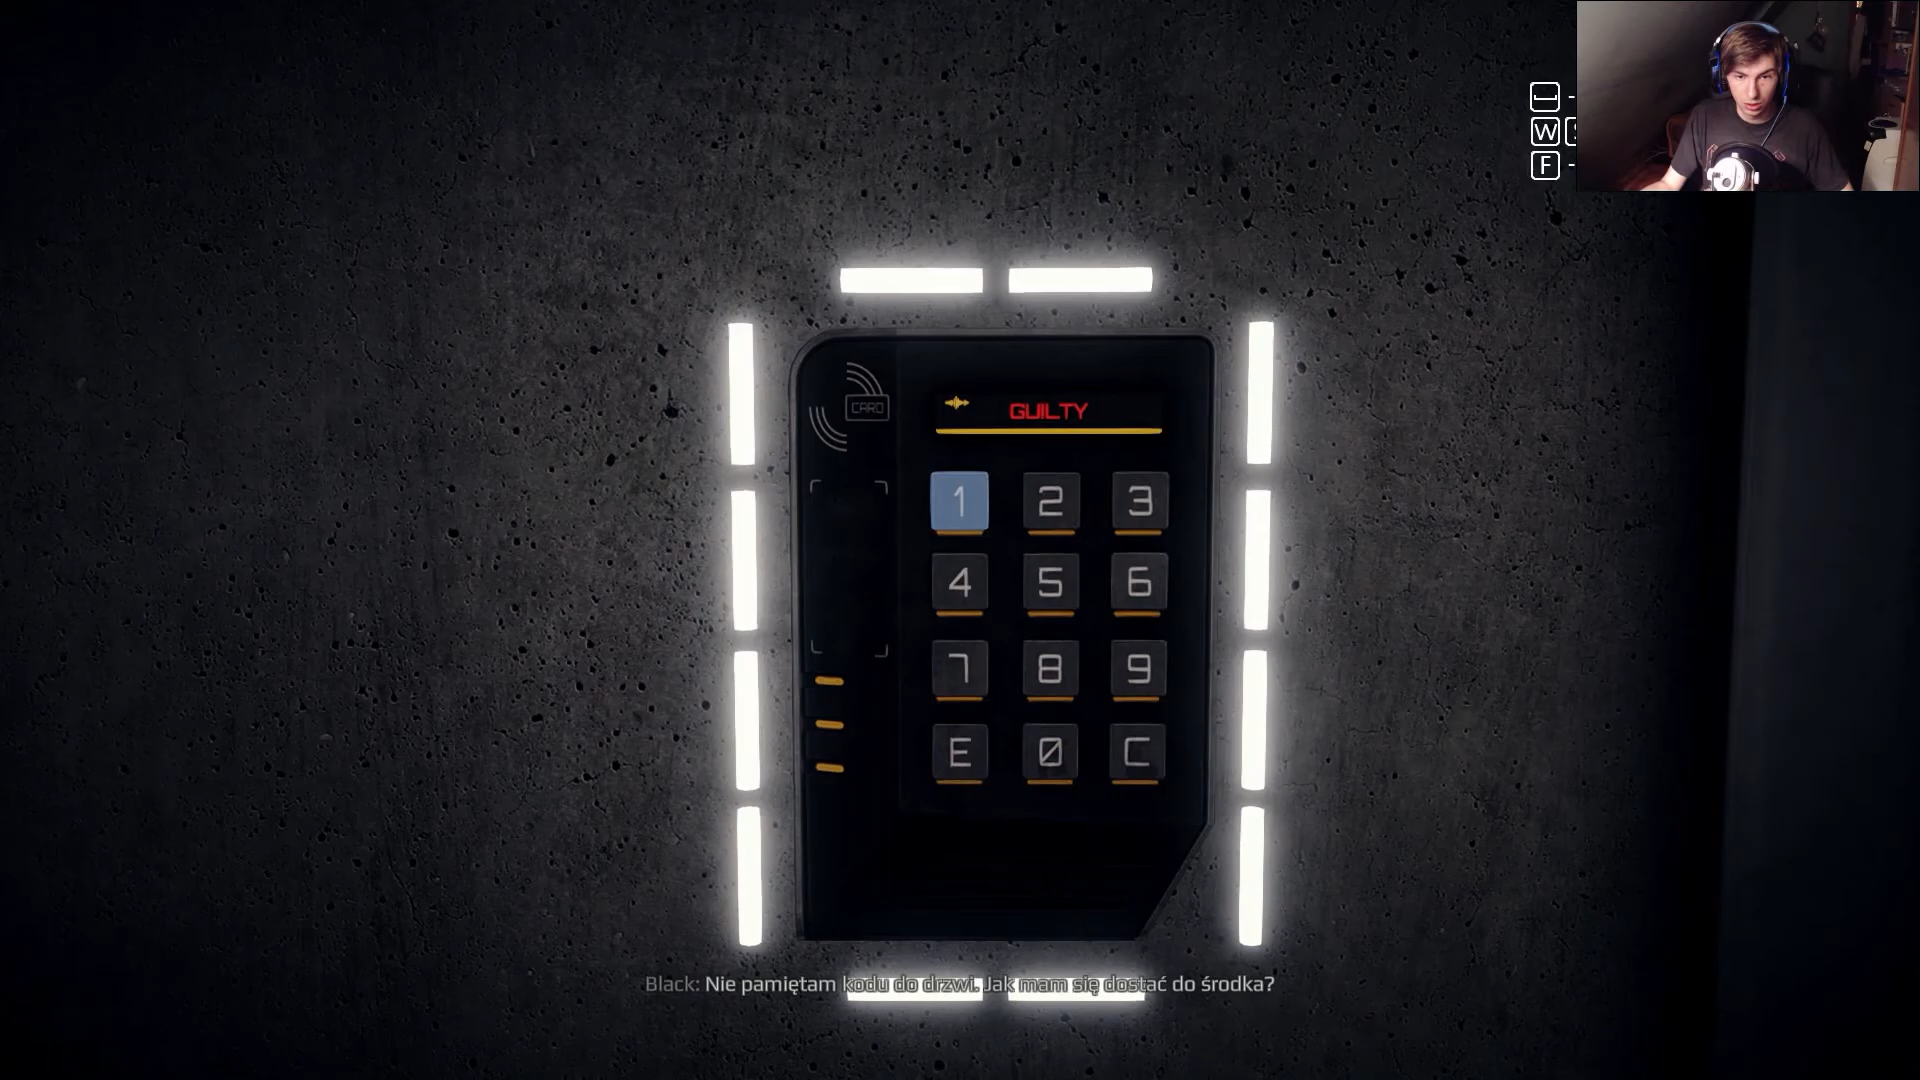 -
W
F -
CARD
GUILTY
1 2 3
4 5 6
7 8 9
E 0 C
Black: Nie pamiętam kodu do drzwi. Jak mam się dostać do środka?